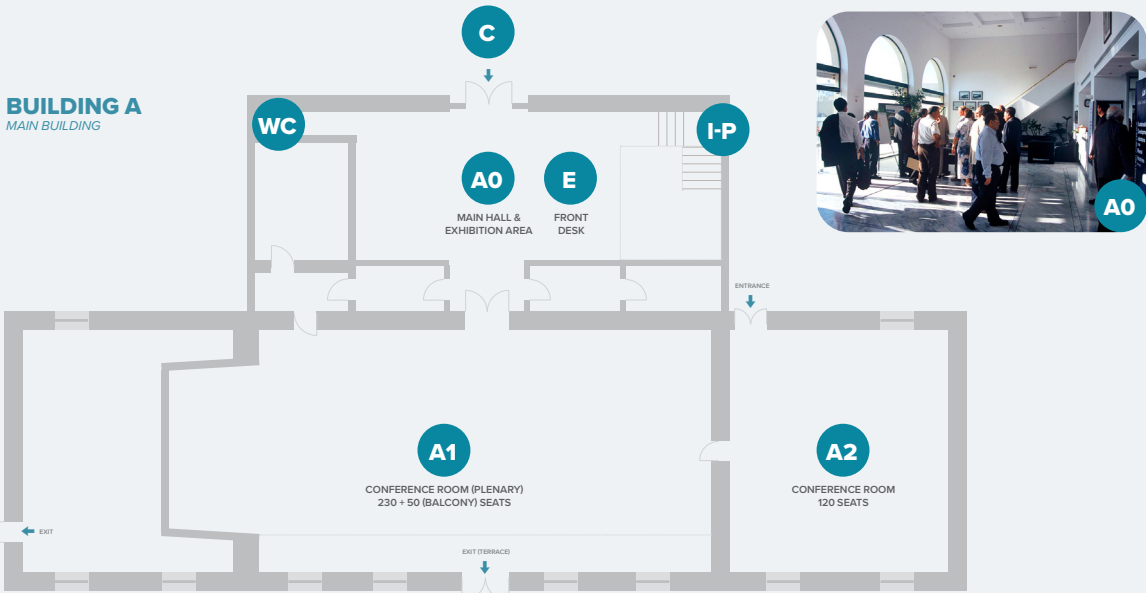 C
BUILDING A
MAIN BUILDING
WC
I-P
A0
E
MAIN HALL &
EXHIBITION AREA
FRONT
DESK
A0
ENTRANCE
A1
CONFERENCE ROOM (PLENARY)
230 + 50 (BALCONY) SEATS
A2
CONFERENCE ROOM
120 SEATS
EXIT
EXIT (TERRACE)